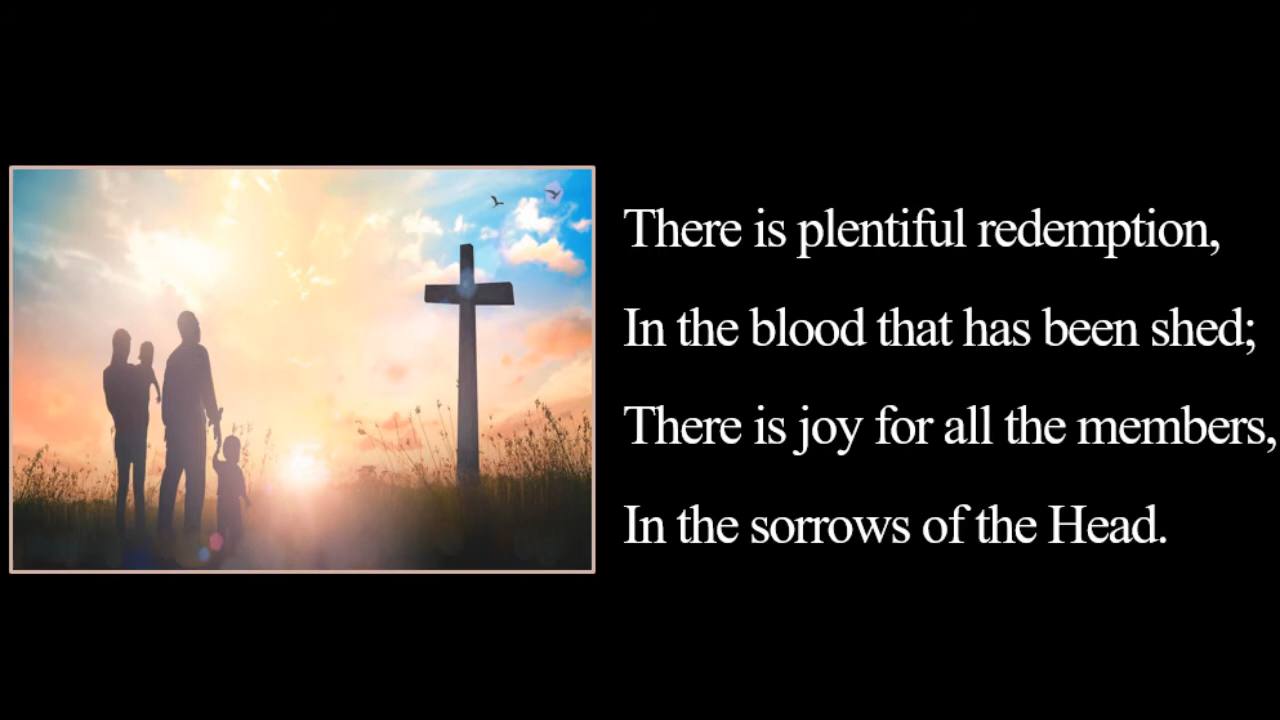 There is plentiful redemption,
In the blood that has been shed;
There is joy for all the members,
In the sorrows of the Head.